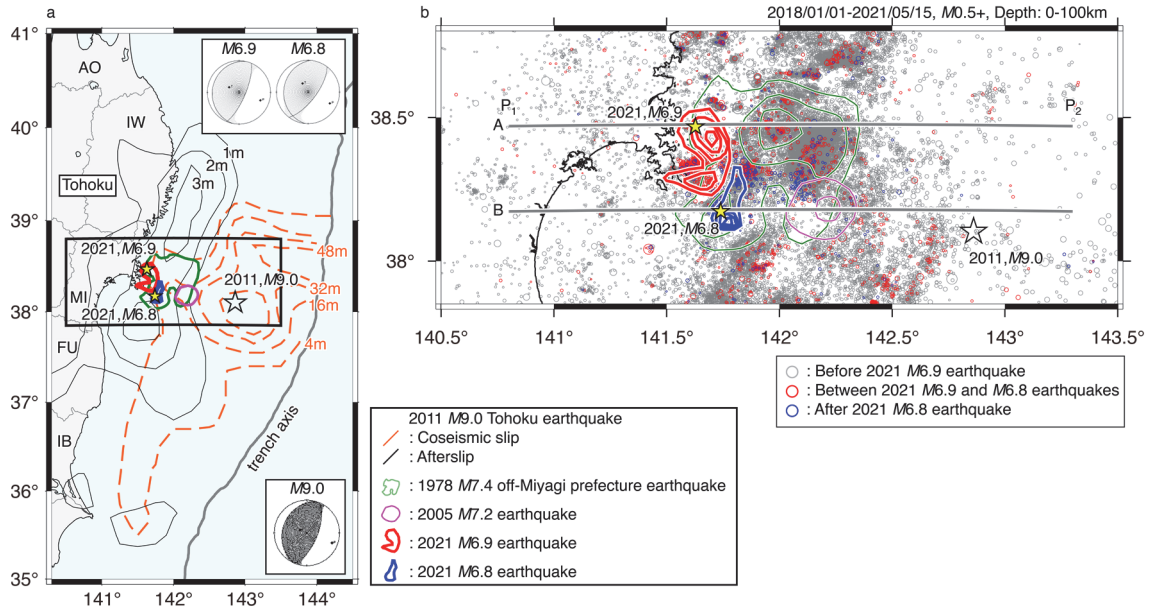 a
41°
40°
39°
38°
37°
36°
35°
141°
142°
143°
144°
M6.9
M6.8
AO
IW
Tohoku
MI
FU
IB
1m
2m
3m
2021,M6.9
2021,M6.8
2011,M9.0
48m
32m
16m
4m
trench axis
M9.0
b
2018/01/01-2021/05/15, M0.5+, Depth: 0-100km
38.5°
38°
140.5°
141°
141.5°
142°
142.5°
143°
143.5°
P1
P2
A
B
2021,M6.9
2021,M6.8
2011,M9.0
: Before 2021 M6.9 earthquake
: Between 2021 M6.9 and M6.8 earthquakes
: After 2021 M6.8 earthquake
2011 M9.0 Tohoku earthquake
: Coseismic slip
: Afterslip
: 1978 M7.4 off-Miyagi prefecture earthquake
: 2005 M7.2 earthquake
: 2021 M6.9 earthquake
: 2021 M6.8 earthquake